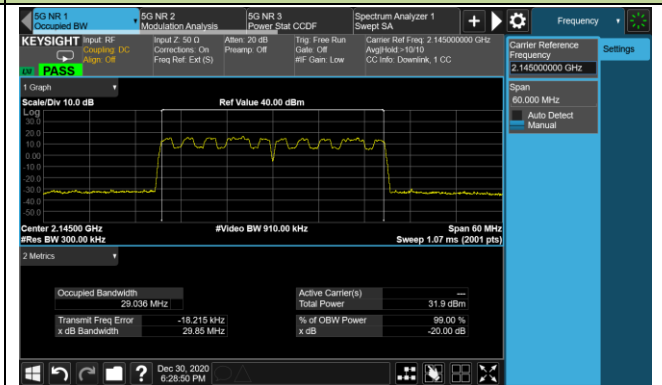 5G NR 1
Occupied BW
5G NR 2
Modulation Analysis
5G NR 3
Power Stat CCDF
Spectrum Analyzer 1
Swept SA
Frequency
KEYSIGHT
Input: RF
Coupling: DC
Align: Off
Input Z: 50 Ω
Corrections: On
Freq Ref: Ext (S)
Atten: 20 dB
Preamp: Off
Trig: Free Run
Gate: Off
#IF Gain: Low
Carrier Ref Freq: 2.145000000 GHz
Avg|Hold:>10/10
CC Info: Downlink, 1 CC
PASS
Carrier Reference
Frequency
2.145000000 GHz
Settings
Span
60.000 MHz
Auto Detect
Manual
1 Graph
Scale/Div 10.0 dB
Ref Value 40.00 dBm
Log
30.0
20.0
10.0
0.00
-10.0
-20.0
-30.0
-40.0
-50.0
Center 2.14500 GHz
#Video BW 910.00 kHz
Span 60 MHz
#Res BW 300.00 kHz
Sweep 1.07 ms (2001 pts)
2 Metrics
Occupied Bandwidth
29.036 MHz
Active Carrier(s)
---
Total Power
31.9 dBm
Transmit Freq Error
-18.215 kHz
% of OBW Power
99.00 %
x dB Bandwidth
29.85 MHz
x dB
-20.00 dB
?
Dec 30, 2020
6:28:50 PM